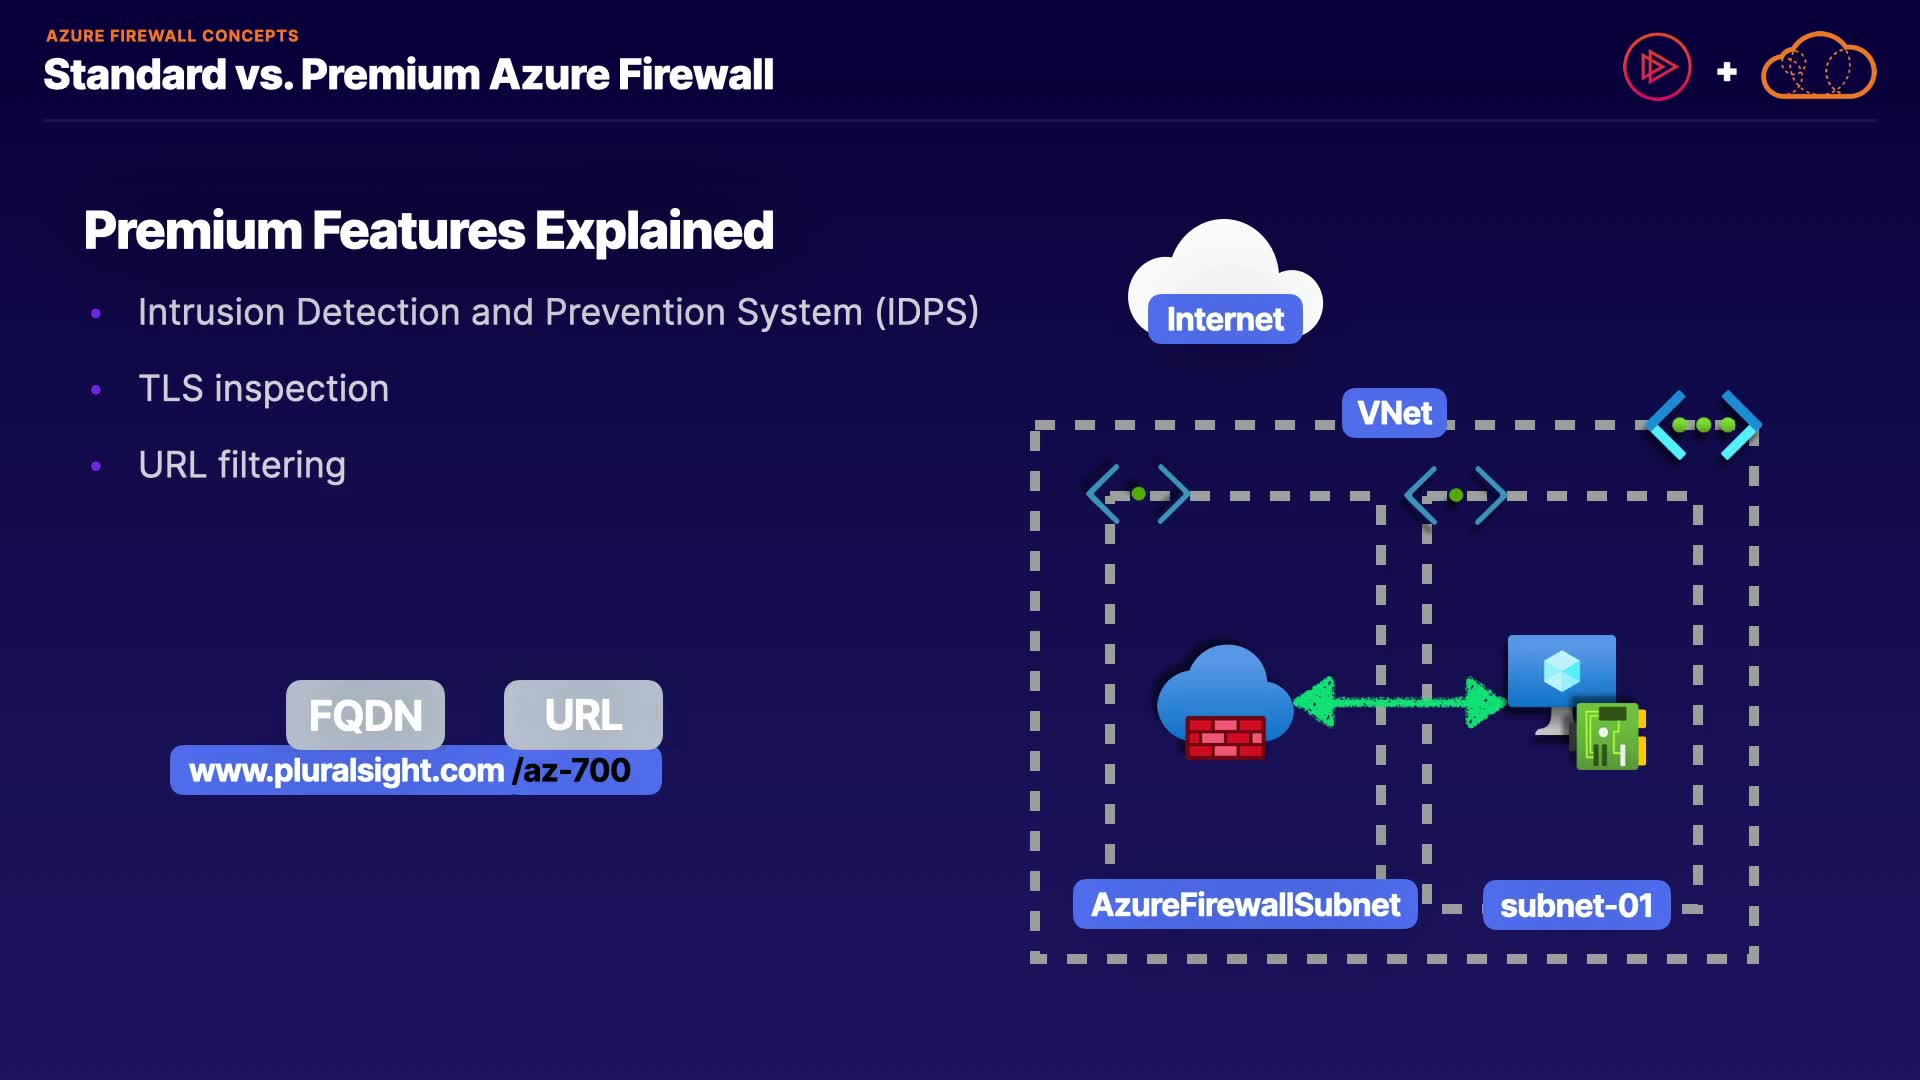 AZURE FIREWALL CONCEPTS
Standard vs. Premium Azure Firewall
Premium Features Explained
• Intrusion Detection and Prevention System (IDPS)
• TLS inspection
• URL filtering
FQDN
URL
www.pluralsight.com /az-700
Internet
VNet
AzureFirewallSubnet
subnet-01